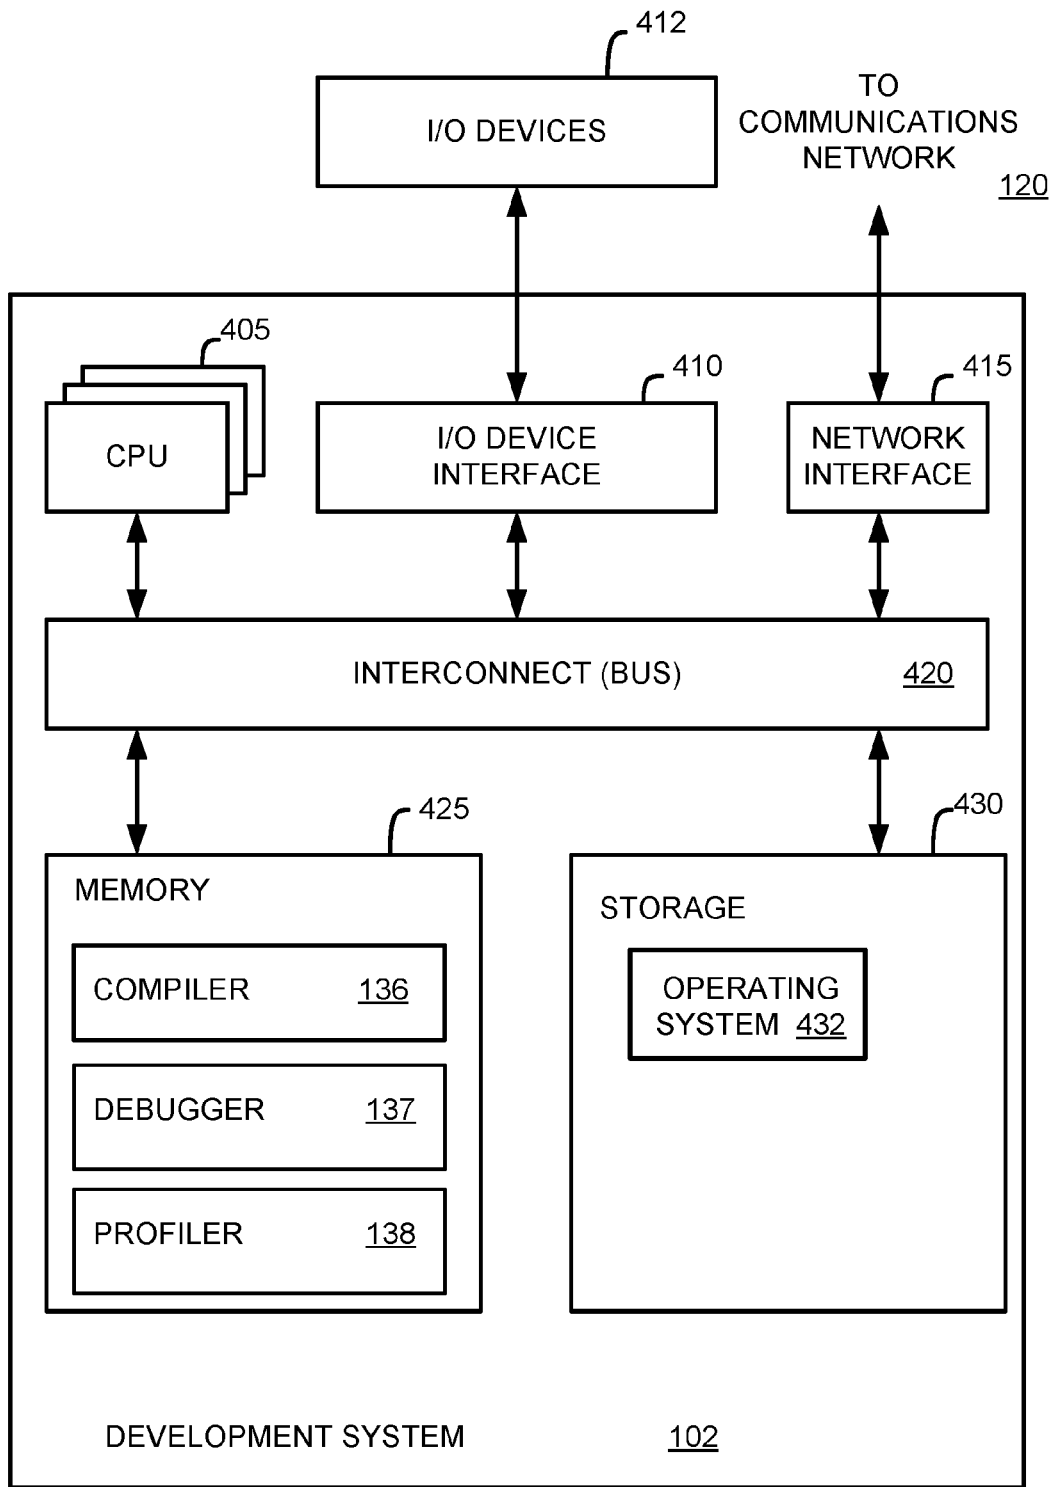 412
I/O DEVICES
TO
COMMUNICATIONS
NETWORK
120
405
CPU
410
I/O DEVICE
INTERFACE
415
NETWORK
INTERFACE
INTERCONNECT (BUS) 420
425
MEMORY
COMPILER 136
DEBUGGER 137
PROFILER 138
430
STORAGE
OPERATING
SYSTEM 432
DEVELOPMENT SYSTEM 102